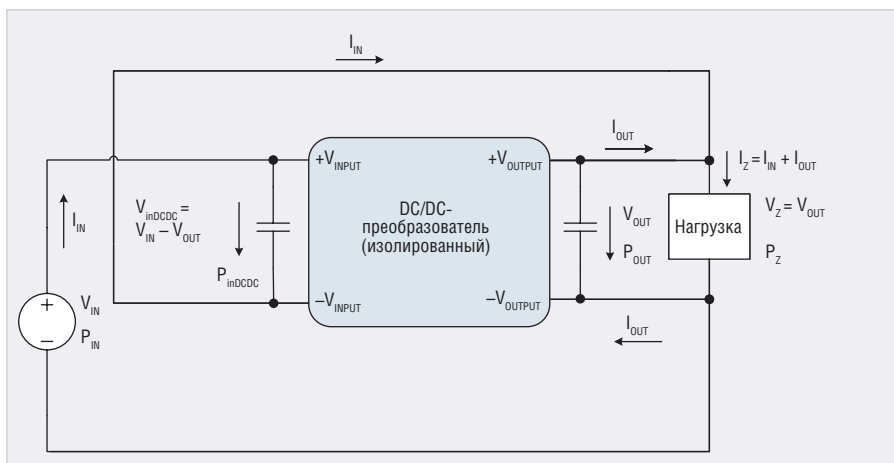 I_IN
I_OUT
+V_INPUT
+V_OUTPUT
I_Z = I_IN + I_OUT
I_IN
V_inDCDC =
V_IN – V_OUT
DC/DC-
преобразователь
(изолированный)
V_OUT
Нагрузка
V_Z = V_OUT
P_inDCDC
P_OUT
P_Z
–V_INPUT
–V_OUTPUT
+
V_IN
I_OUT
–
P_IN